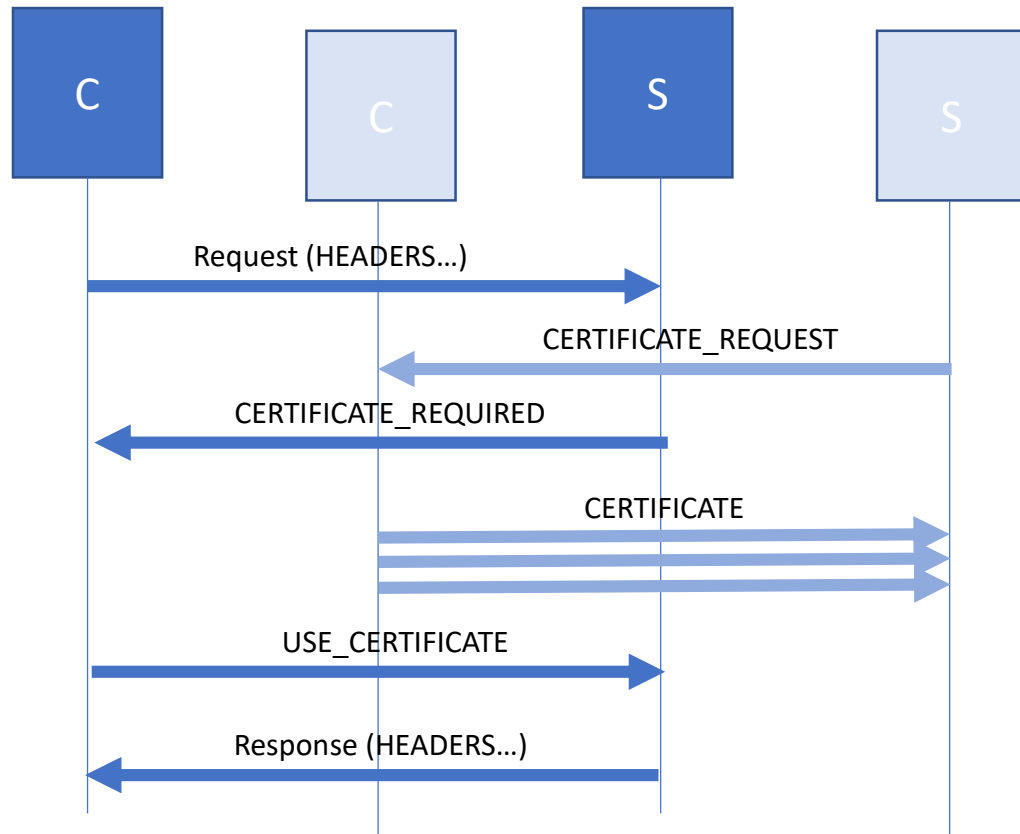 C
C
S
S
Request (HEADERS…)
CERTIFICATE_REQUEST
CERTIFICATE_REQUIRED
CERTIFICATE
USE_CERTIFICATE
Response (HEADERS…)